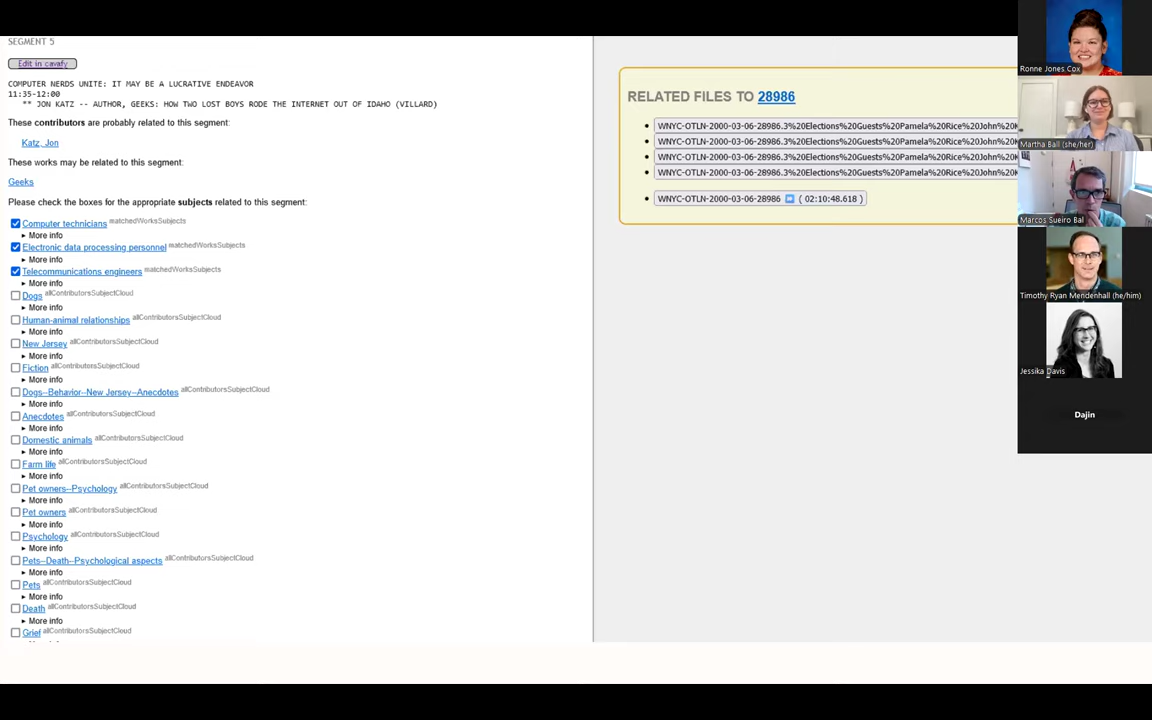 SEGMENT 5
Edit in cavafy
COMPUTER NERDS UNITE: IT MAY BE A LUCRATIVE ENDEAVOR
11:35-12:00
** JON KATZ -- AUTHOR, GEEKS: HOW TWO LOST BOYS RODE THE INTERNET OUT OF IDAHO (VILLARD)
These contributors are probably related to this segment:
Katz, Jon
These works may be related to this segment:
Geeks
Please check the boxes for the appropriate subjects related to this segment:
Computer technicians matchedWorksSubjects
▸ More info
Electronic data processing personnel matchedWorksSubjects
▸ More info
Telecommunications engineers matchedWorksSubjects
▸ More info
Dogs allContributorsSubjectCloud
▸ More info
Human-animal relationships allContributorsSubjectCloud
▸ More info
New Jersey allContributorsSubjectCloud
▸ More info
Fiction allContributorsSubjectCloud
▸ More info
Dogs--Behavior--New Jersey--Anecdotes allContributorsSubjectCloud
▸ More info
Anecdotes allContributorsSubjectCloud
▸ More info
Domestic animals allContributorsSubjectCloud
▸ More info
Farm life allContributorsSubjectCloud
▸ More info
Pet owners--Psychology allContributorsSubjectCloud
▸ More info
Pet owners allContributorsSubjectCloud
▸ More info
Psychology allContributorsSubjectCloud
▸ More info
Pets--Death--Psychological aspects allContributorsSubjectCloud
▸ More info
Pets allContributorsSubjectCloud
▸ More info
Death allContributorsSubjectCloud
▸ More info
Grief allContributorsSubjectCloud
RELATED FILES TO 28986
WNYC-OTLN-2000-03-06-28986.3%20Elections%20Guests%20Pamela%20Rice%20John%20K
WNYC-OTLN-2000-03-06-28986.3%20Elections%20Guests%20Pamela%20Rice%20John%20K
WNYC-OTLN-2000-03-06-28986.3%20Elections%20Guests%20Pamela%20Rice%20John%20K
WNYC-OTLN-2000-03-06-28986.3%20Elections%20Guests%20Pamela%20Rice%20John%20K
WNYC-OTLN-2000-03-06-28986 ( 02:10:48.618 )
Ronne Jones Cox
Martha Ball (she/her)
Marcos Sueiro Bal
Timothy Ryan Mendenhall (he/him)
Jessika Davis
Dajin